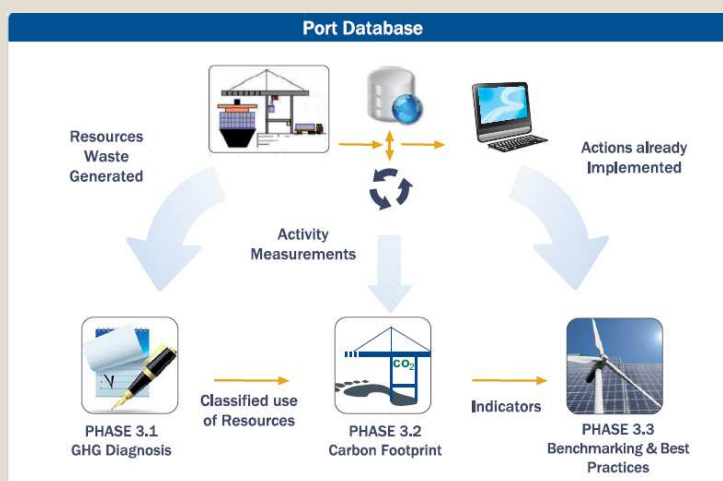 Port Database
Resources
Waste
Generated
Actions already
Implemented
Activity
Measurements
CO2
Classified use
of Resources
Indicators
PHASE 3.1
GHG Diagnosis
PHASE 3.2
Carbon Footprint
PHASE 3.3
Benchmarking & Best
Practices